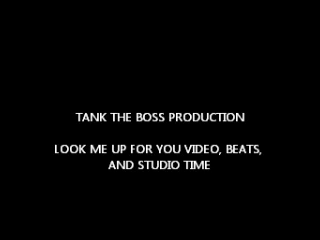 TANK THE BOSS PRODUCTION
LOOK ME UP FOR YOU VIDEO, BEATS,
AND STUDIO TIME